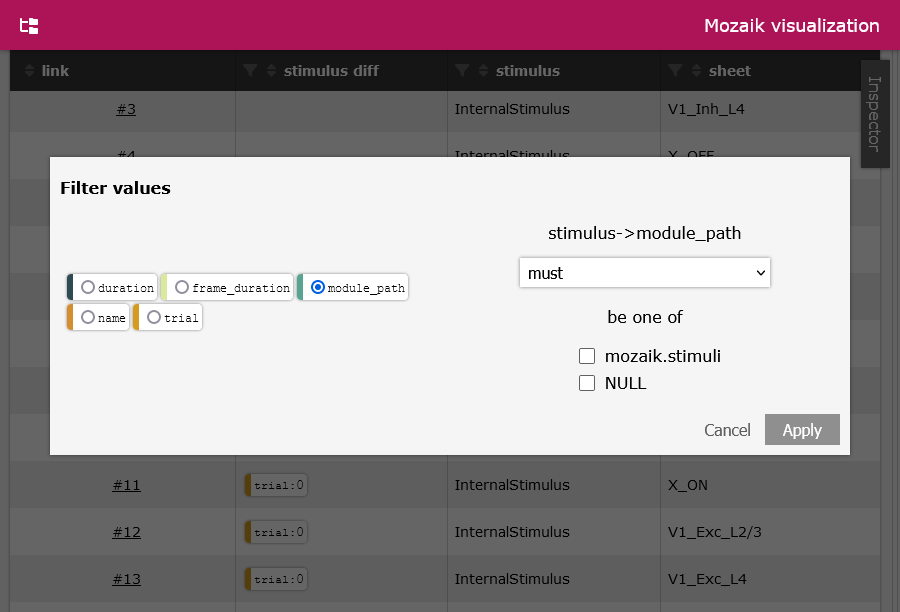 Mozaik visualization
link stimulus diff stimulus sheet
Inspector
#3 InternalStimulus V1_Inh_L4
#4 InternalStimulus X_OFF
Filter values
stimulus->module_path
must
duration frame_duration module_path
name trial
be one of
mozaik.stimuli
NULL
Cancel Apply
#11 trial:0 InternalStimulus X_ON
#12 trial:0 InternalStimulus V1_Exc_L2/3
#13 trial:0 InternalStimulus V1_Exc_L4